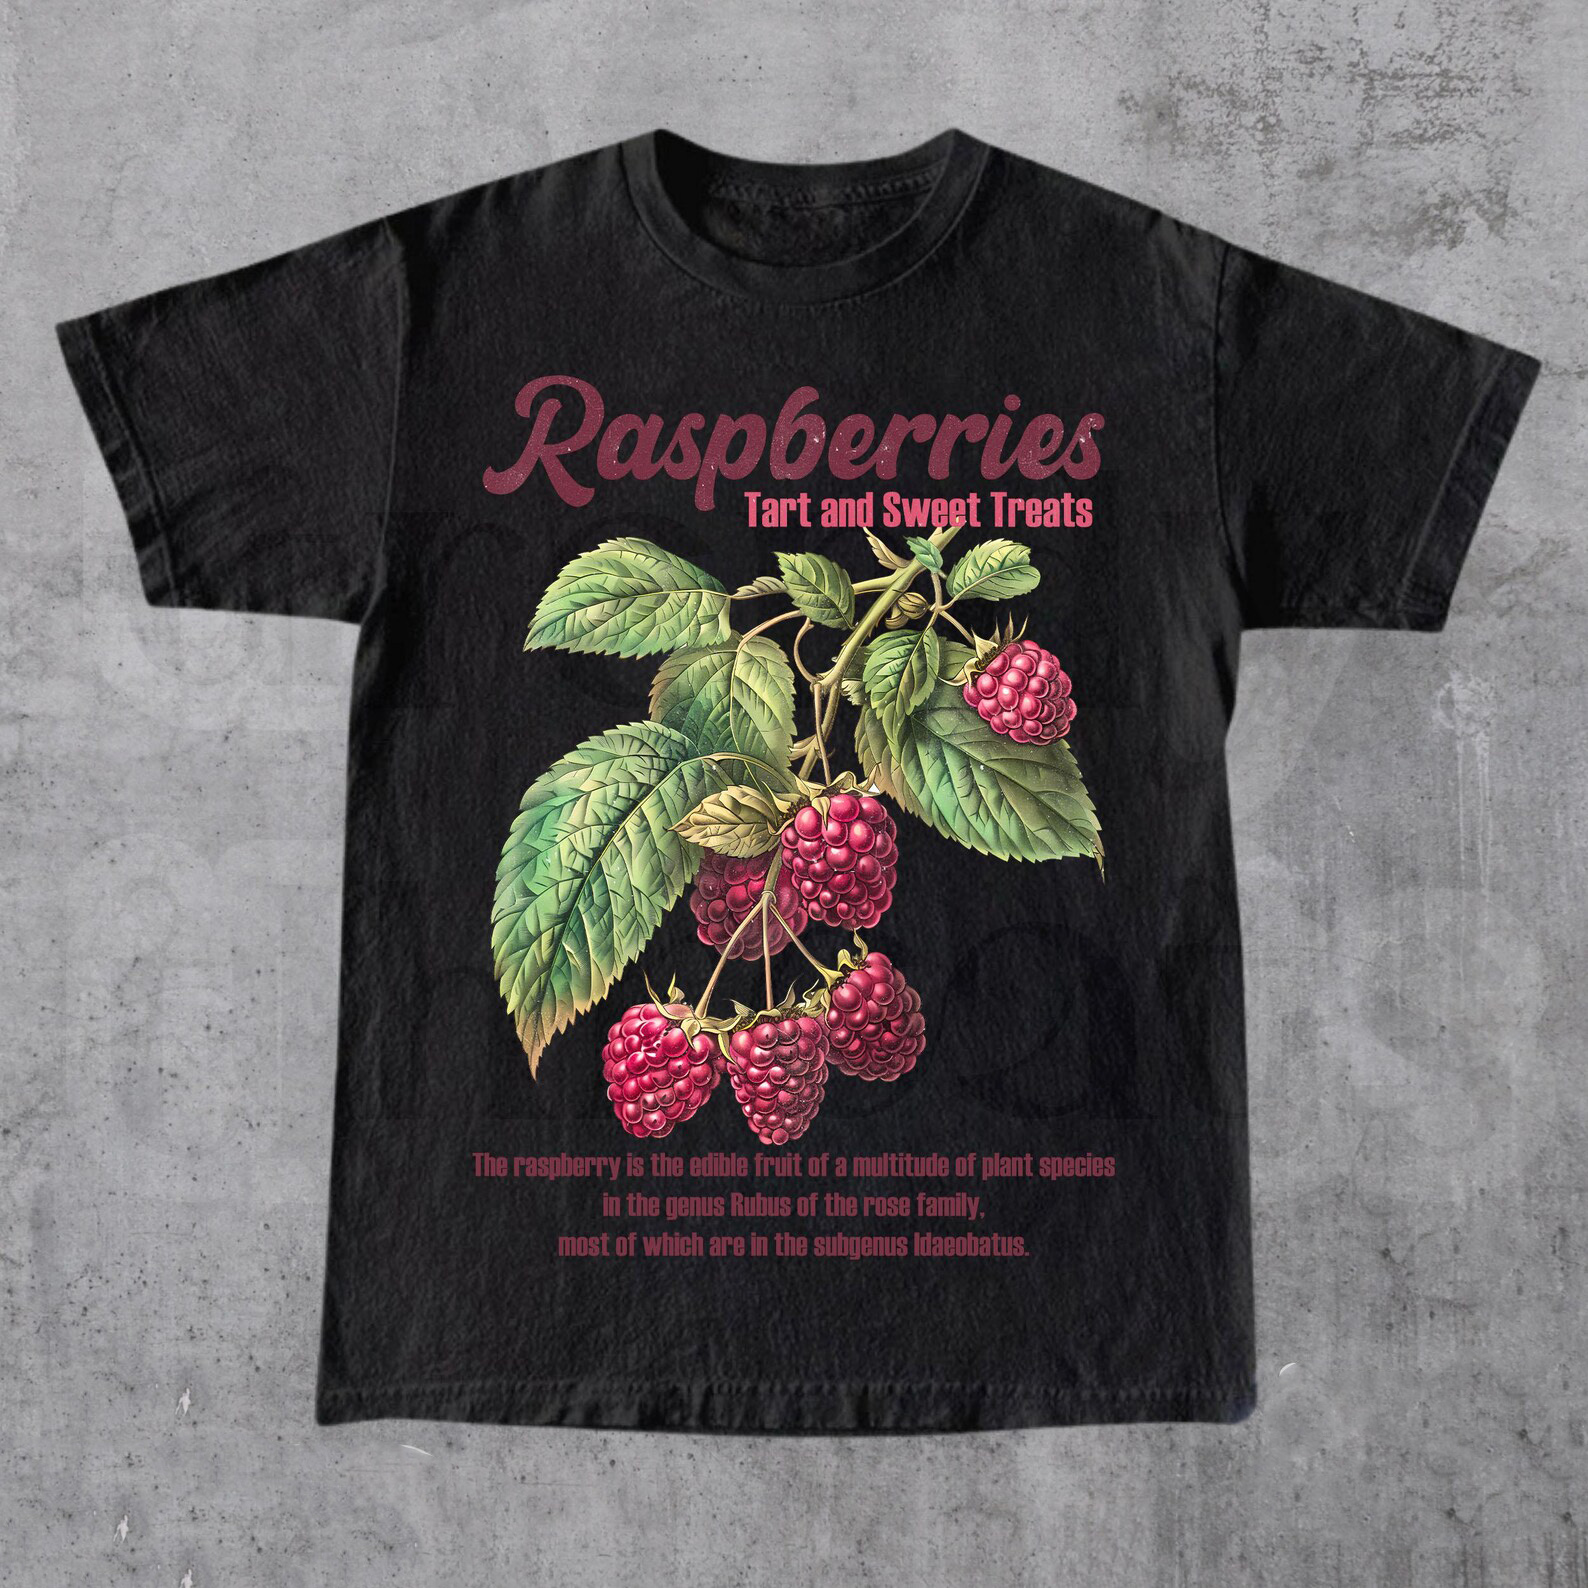 Raspberries
Tart and Sweet Treats
The raspberry is the edible fruit of a multitude of plant species
in the genus Rubus of the rose family,
most of which are in the subgenus Idaeobatus.